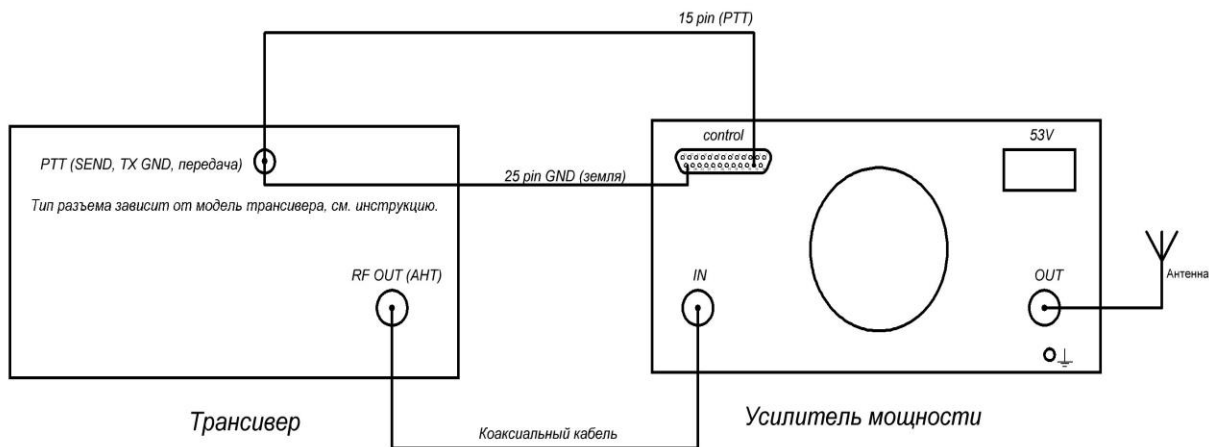 15 pin (PTT)
control
53V
PTT (SEND, TX GND, передача)
25 pin GND (земля)
Тип разъема зависит от модель трансивера, см. инструкцию.
RF OUT (АНТ)
IN
OUT
Антенна
Трансивер
Усилитель мощности
Коаксиальный кабель